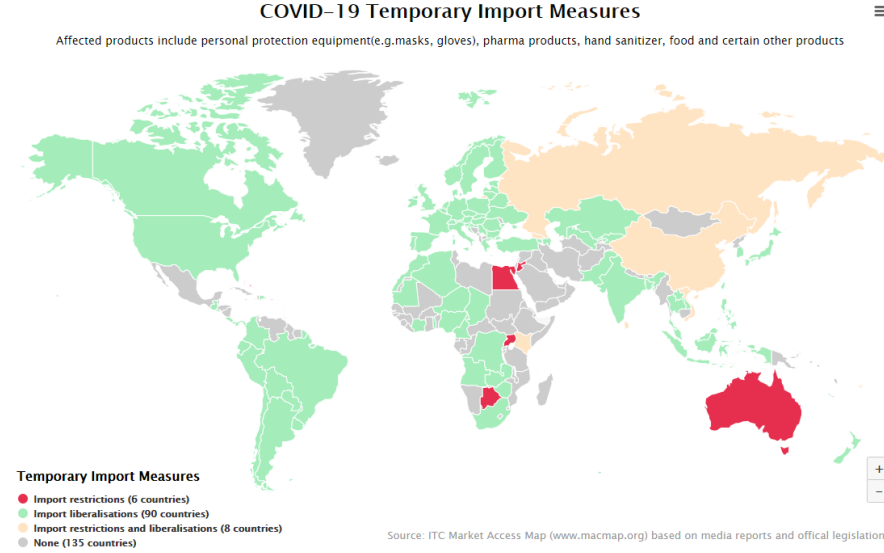 COVID-19 Temporary Import Measures
Affected products include personal protection equipment(e.g.masks, gloves), pharma products, hand sanitizer, food and certain other products
Temporary Import Measures
Import restrictions (6 countries)
Import liberalisations (90 countries)
Import restrictions and liberalisations (8 countries)
None (135 countries)
Source: ITC Market Access Map (www.macmap.org) based on media reports and offical legislation
+
−